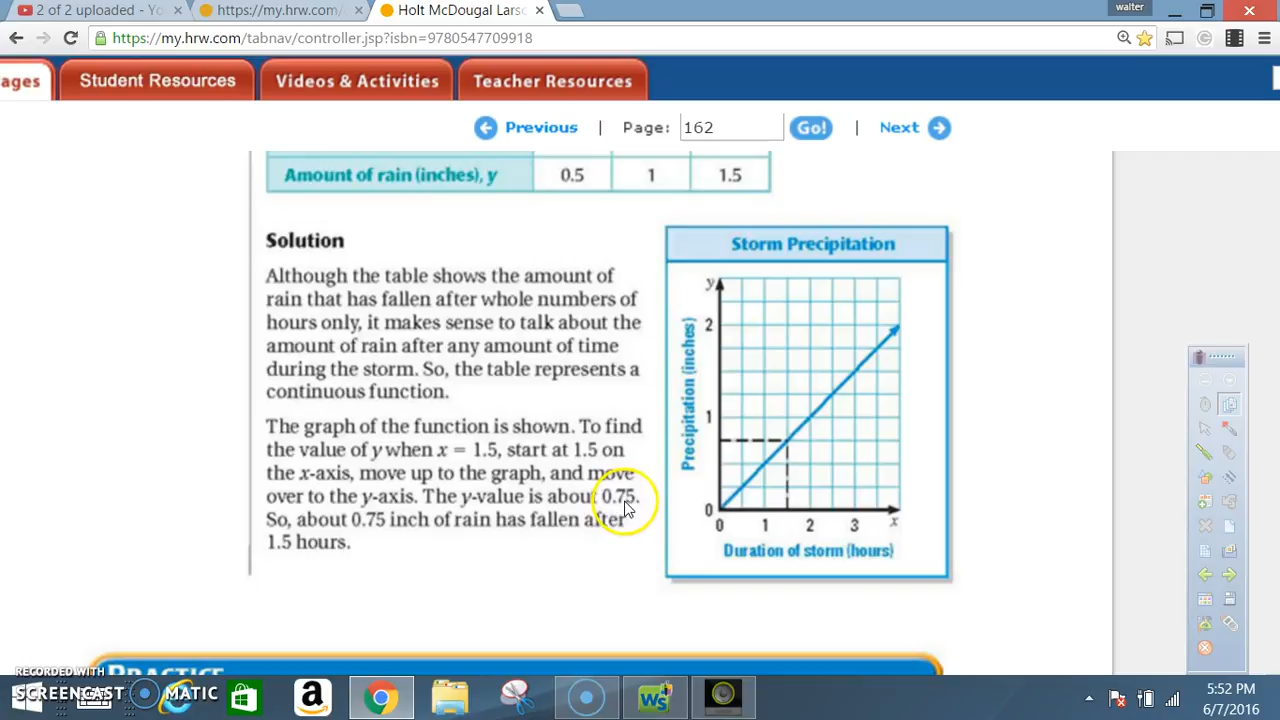 2 of 2 uploaded - Yo
https://my.hrw.com/
Holt McDougal Lars
walter
https://my.hrw.com/tabnav/controller.jsp?isbn=9780547709918
ages
Student Resources
Videos & Activities
Teacher Resources
Previous | Page: 162 Go! | Next
Amount of rain (inches), y 0.5 1 1.5
Solution
Although the table shows the amount of
rain that has fallen after whole numbers of
hours only, it makes sense to talk about the
amount of rain after any amount of time
during the storm. So, the table represents a
continuous function.
The graph of the function is shown. To find
the value of y when x = 1.5, start at 1.5 on
the x-axis, move up to the graph, and move
over to the y-axis. The y-value is about 0.75.
So, about 0.75 inch of rain has fallen after
1.5 hours.
Storm Precipitation
y
2
1
0
Precipitation (inches)
0 1 2 3 x
Duration of storm (hours)
PRACTICE
RECORDED WITH
SCREENCAST MATIC
WS
5:52 PM
6/7/2016